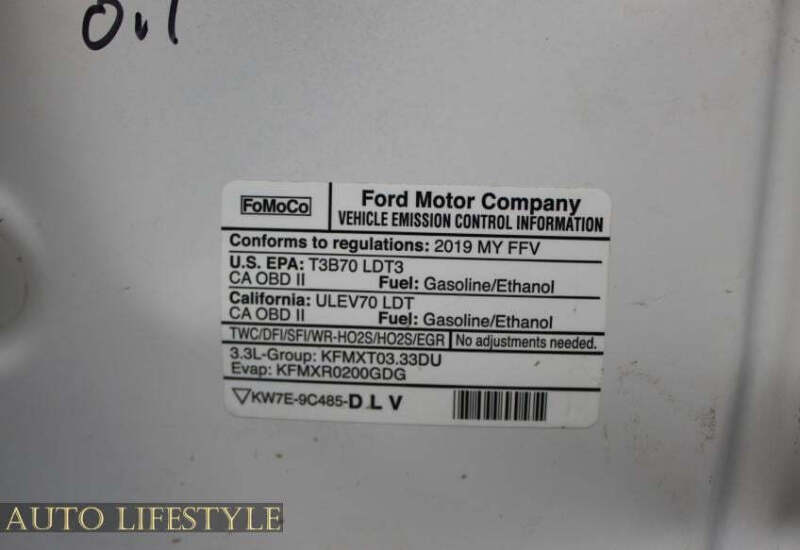 Oil
FoMoCo
Ford Motor Company
VEHICLE EMISSION CONTROL INFORMATION
Conforms to regulations: 2019 MY FFV
U.S. EPA: T3B70 LDT3
CA OBD II Fuel: Gasoline/Ethanol
California: ULEV70 LDT
CA OBD II Fuel: Gasoline/Ethanol
TWC/DFI/SFI/WR-HO2S/HO2S/EGR No adjustments needed.
3.3L-Group: KFMXT03.33DU
Evap: KFMXR0200GDG
KW7E-9C485-D L V
AUTO LIFESTYLE